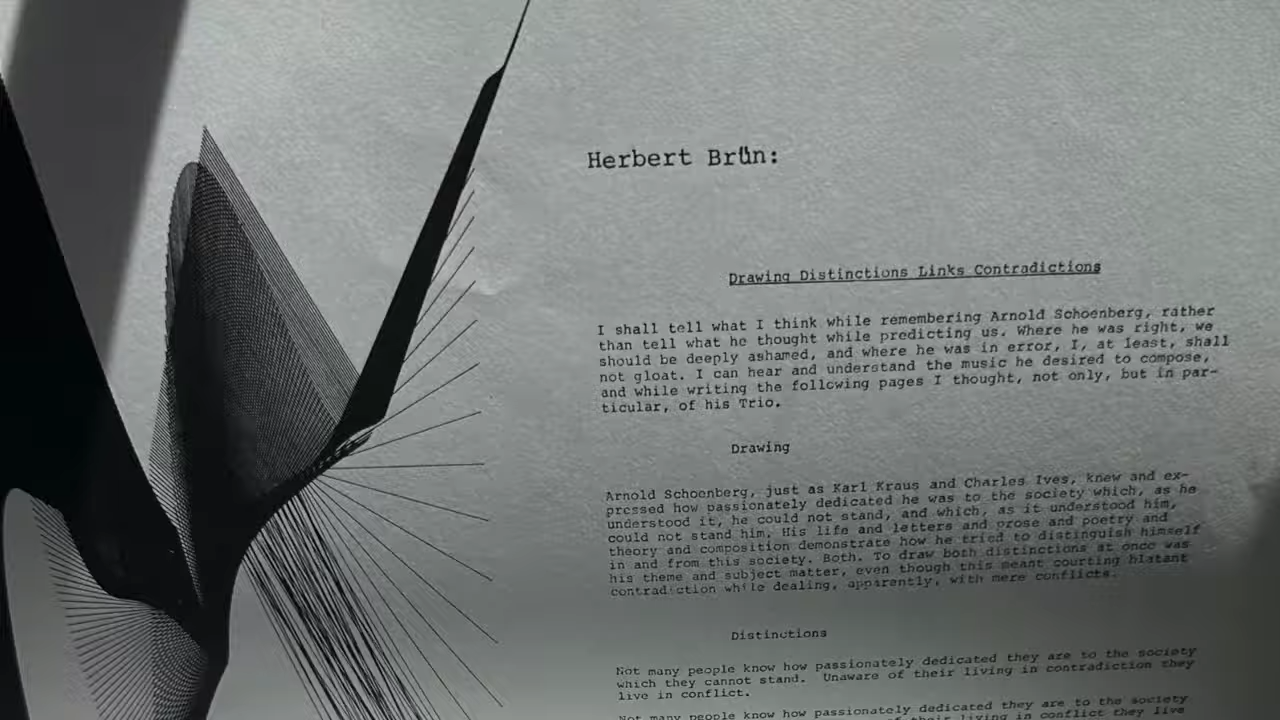 Herbert Brün:
Drawing Distinctions Links Contradictions
I shall tell what I think while remembering Arnold Schoenberg, rather
than tell what he thought while predicting us. Where he was right, we
should be deeply ashamed, and where he was in error, I, at least, shall
not gloat. I can hear and understand the music he desired to compose,
and while writing the following pages I thought, not only, but in par-
ticular, of his Trio.
Drawing
Arnold Schoenberg, just as Karl Kraus and Charles Ives, knew and ex-
pressed how passionately dedicated he was to the society which, as he
understood it, he could not stand, and which, as it understood him,
could not stand him. His life and letters and prose and poetry and
theory and composition demonstrate how he tried to distinguish himself
in and from this society. Both. To draw both distinctions at once was
his theme and subject matter, even though this meant courting blatant
contradiction while dealing, apparently, with mere conflicts.
Distinctions
Not many people know how passionately dedicated they are to the society
which they cannot stand. Unaware of their living in contradiction they
live in conflict.
Not many people know how passionately dedicated they are to the society
of their living in conflict they live